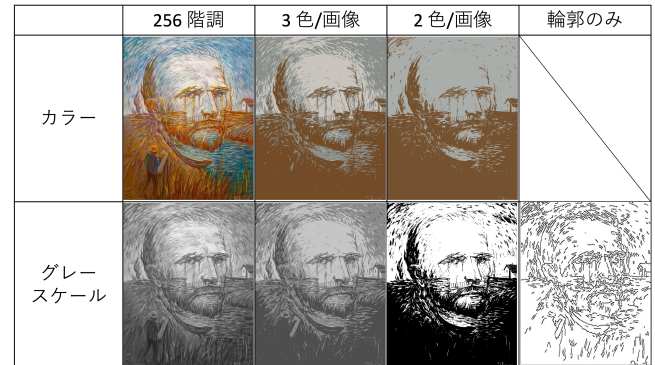 256 階調
3 色/画像
2 色/画像
輪郭のみ
カラー
グレー
スケール